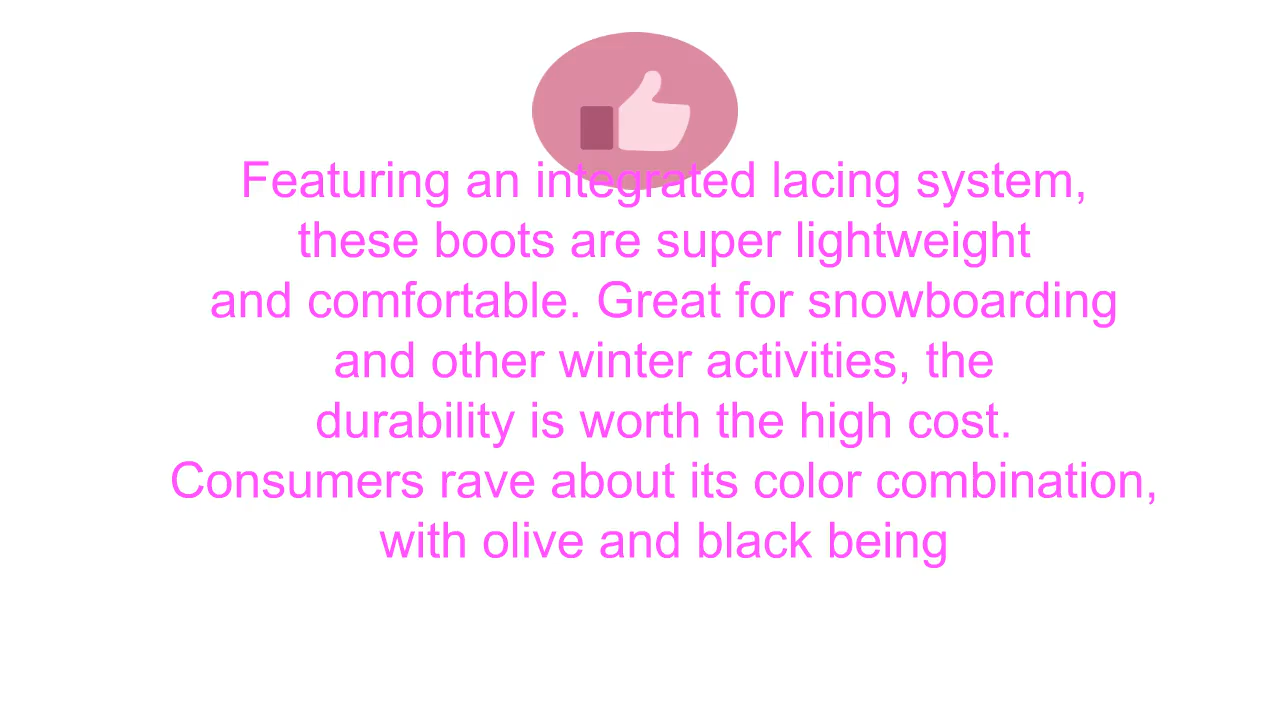 Featuring an integrated lacing system,
these boots are super lightweight
and comfortable. Great for snowboarding
and other winter activities, the
durability is worth the high cost.
Consumers rave about its color combination,
with olive and black being